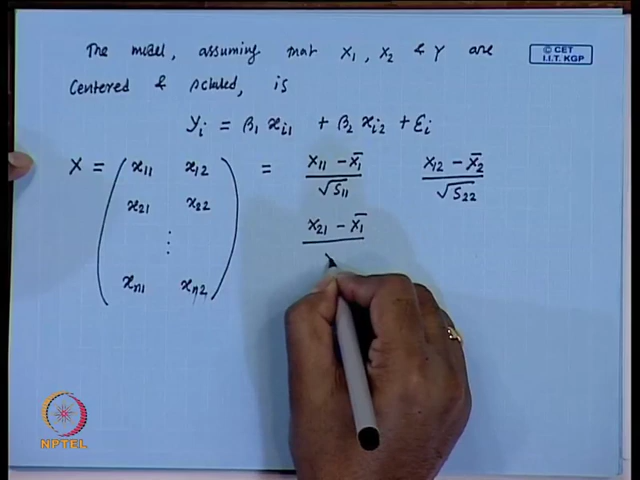 The model, assuming that X₁, X₂ & Y are
© CET
I.I.T. KGP
Centered & scaled, is
yᵢ = β₁ xᵢ₁ + β₂ xᵢ₂ + εᵢ
X = ( x₁₁ x₁₂ = (X₁₁ − X̄₁)/√S₁₁ (X₁₂ − X̄₂)/√S₂₂
x₂₁ x₂₂ X₂₁ − X̄₁
⋮
xₙ₁ xₙ₂ )
NPTEL